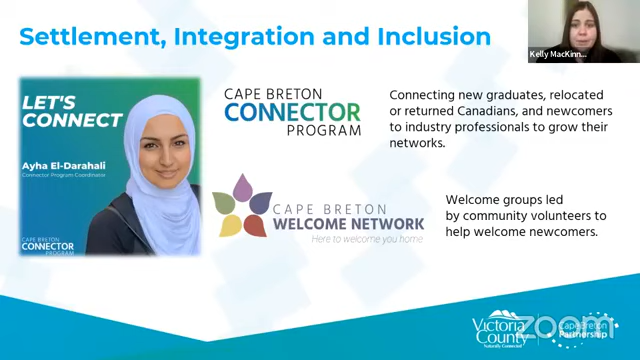 Settlement, Integration and Inclusion
Kelly MacKinn...
LET'S
CONNECT
Ayha El-Darahali
Connector Program Coordinator
CAPE BRETON
CONNECTOR
PROGRAM
CAPE BRETON
CONNECTOR
PROGRAM
Connecting new graduates, relocated
or returned Canadians, and newcomers
to industry professionals to grow their
networks.
CAPE BRETON
WELCOME NETWORK
Here to welcome you home
Welcome groups led
by community volunteers to
help welcome newcomers.
Victoria
County
Naturally Connected
Cape Breton
Partnership
zoom